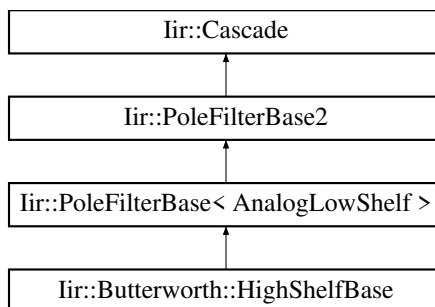 Iir::Cascade
Iir::PoleFilterBase2
Iir::PoleFilterBase< AnalogLowShelf >
Iir::Butterworth::HighShelfBase